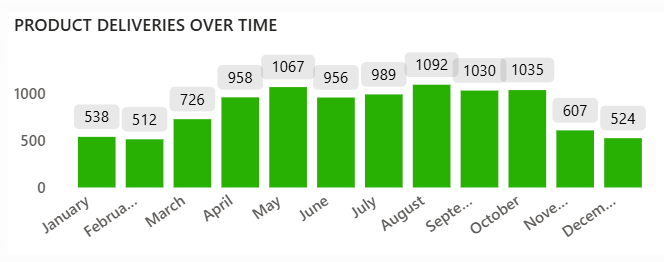 PRODUCT DELIVERIES OVER TIME
1092
1067
1030
1035
958
956
989
1000
726
607
538
512
524
500
0
January
Februa...
March
April
May
June
July
August
Septe...
October
Nove...
Decem...